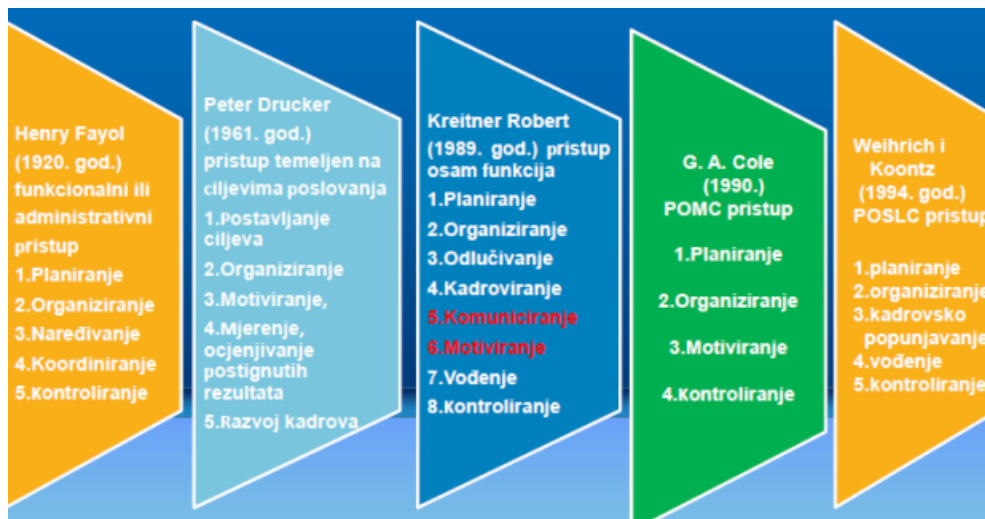 Henry Fayol
(1920. god.)
funkcionalni ili
administrativni
pristup
1.Planiranje
2.Organiziranje
3.Naređivanje
4.Koordiniranje
5.Kontroliranje
Peter Drucker
(1961. god.)
pristup temeljen na
ciljevima poslovanja
1.Postavljanje
ciljeva
2.Organiziranje
3.Motiviranje,
4.Mjerenje,
ocjenjivanje
postignutih
rezultata
5.Razvoj kadrova
Kreitner Robert
(1989. god.) pristup
osam funkcija
1.Planiranje
2.Organiziranje
3.Odlučivanje
4.Kadroviranje
5.Komuniciranje
6.Motiviranje
7.Vođenje
8.Kontroliranje
G. A. Cole
(1990.)
POMC pristup
1.Planiranje
2.Organiziranje
3.Motiviranje
4.Kontroliranje
Weihrich i
Koontz
(1994. god.)
POSLC pristup
1.planiranje
2.organiziranje
3.kadrovsko
popunjavanje
4.vođenje
5.kontroliranje